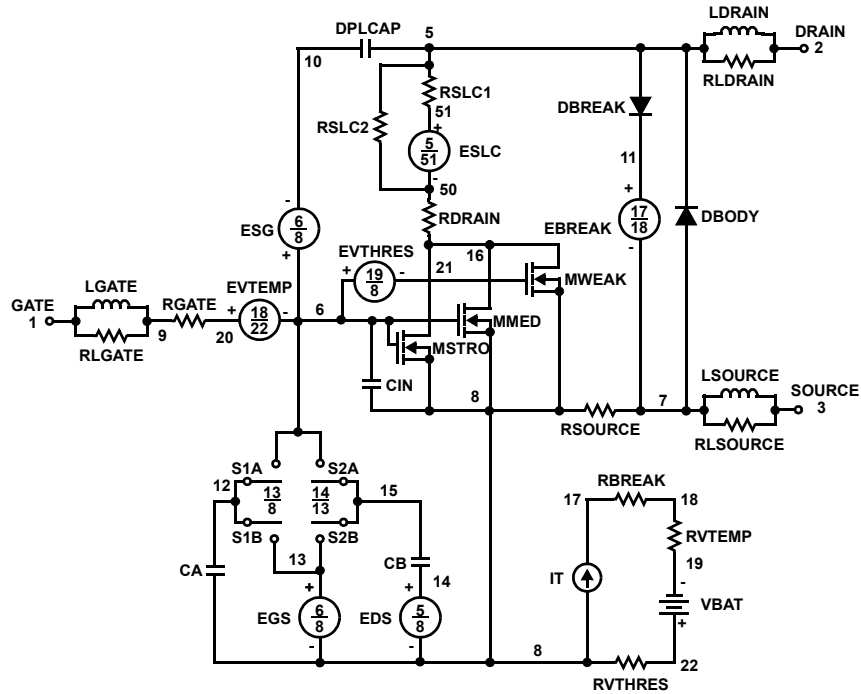 LDRAIN
DPLCAP 5 DRAIN
10 2
RLDRAIN
RSLC1
51
DBREAK
RSLC2
+
5
51
ESLC
-
11
50
-
RDRAIN
+
17
18
EBREAK
DBODY
6
8
ESG
+
EVTHRES
16
-
+
19
8
-
21
MWEAK
LGATE
EVTEMP
GATE
1
RGATE
+
18
22
-
6
MMED
9
20
MSTRO
RLGATE
LSOURCE
CIN
8
7
SOURCE
3
RSOURCE
RLSOURCE
S1A
S2A
12
13
8
14
13
15
RBREAK
17
18
S1B
S2B
13
RVTEMP
CB
CA
19
IT
14
-
+
+
VBAT
EGS
6
8
EDS
5
8
+
-
-
8
22
RVTHRES